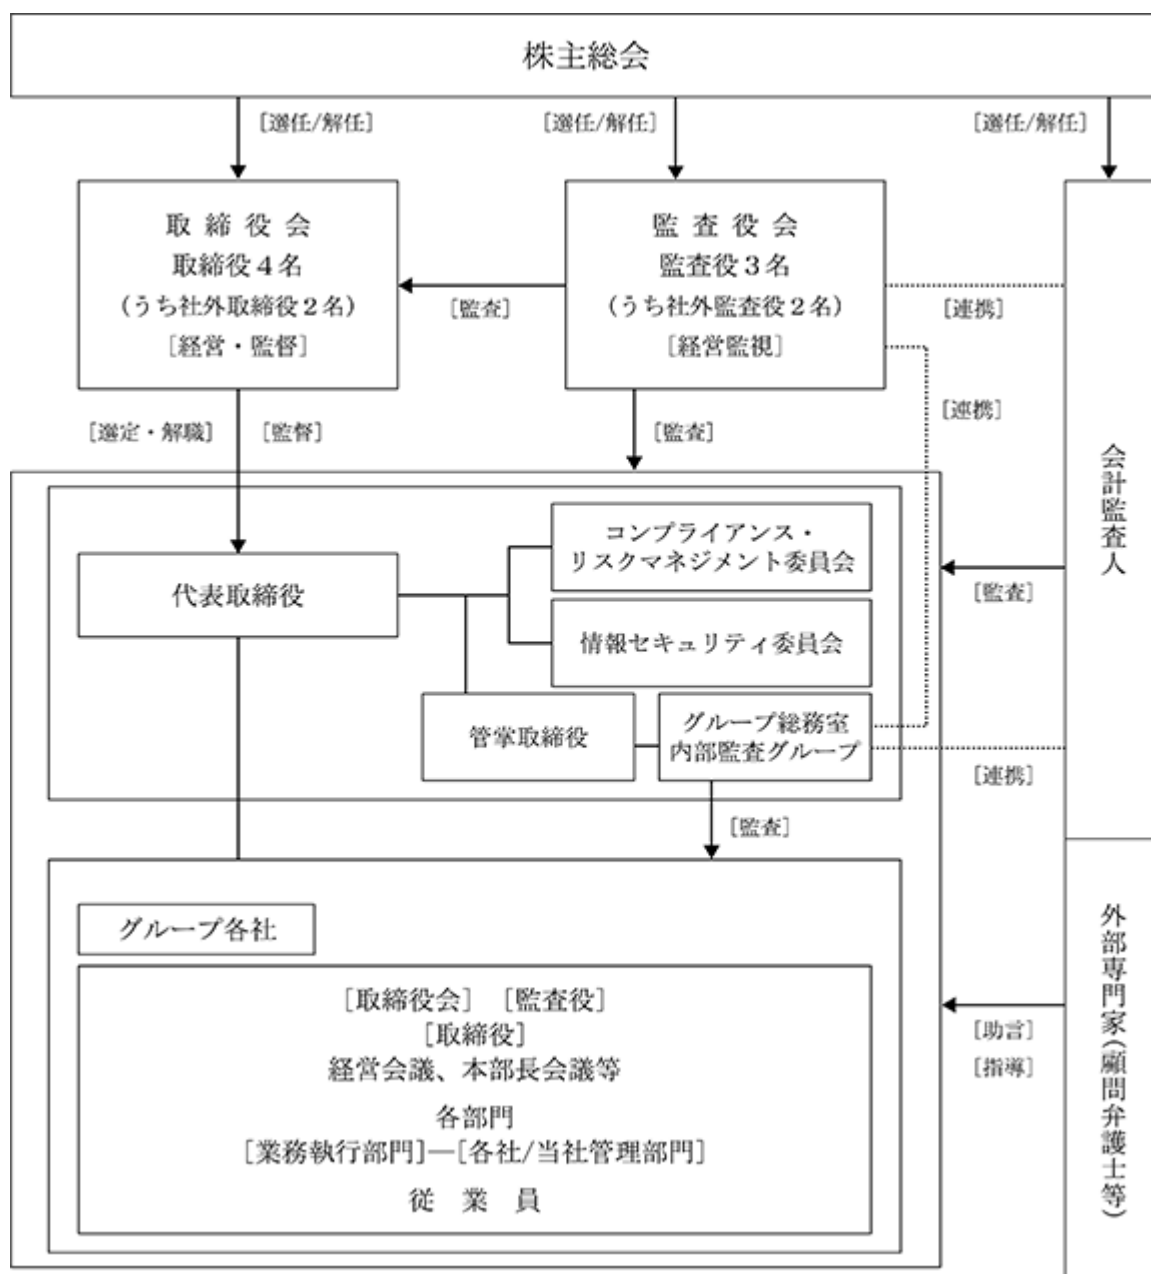 株主総会
[選任/解任]
[選任/解任]
[選任/解任]
取締役会
取締役4名
(うち社外取締役2名)
[経営・監督]
[監査]
監査役会
監査役3名
(うち社外監査役2名)
[経営監視]
[連携]
[連携]
[選定・解職]
[監督]
[監査]
会計監査人
代表取締役
コンプライアンス・
リスクマネジメント委員会
情報セキュリティ委員会
[監査]
管掌取締役
グループ総務室
内部監査グループ
[連携]
[監査]
グループ各社
[取締役会] [監査役]
[取締役]
経営会議、本部長会議等
各部門
[業務執行部門]―[各社/当社管理部門]
従業員
[助言]
[指導]
外部専門家(顧問弁護士等)